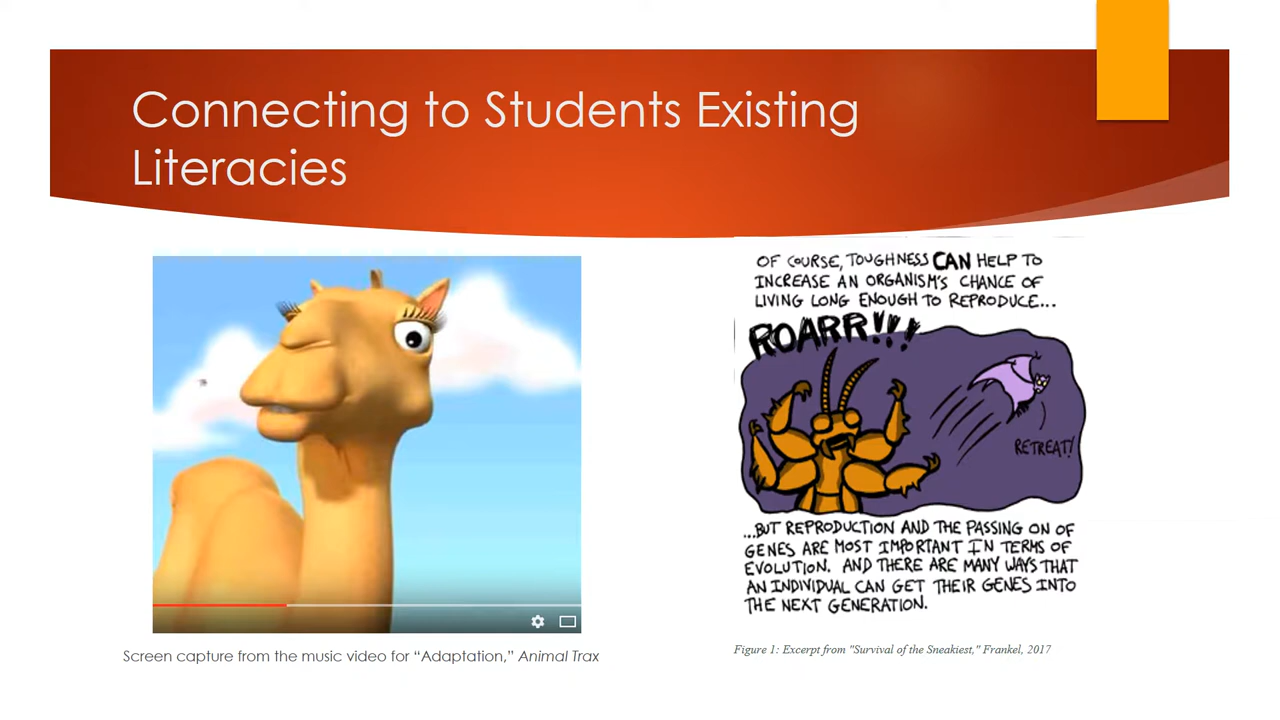 Connecting to Students Existing
Literacies
Screen capture from the music video for “Adaptation,” Animal Trax
OF COURSE, TOUGHNESS CAN HELP TO
INCREASE AN ORGANISM'S CHANCE OF
LIVING LONG ENOUGH TO REPRODUCE...
ROARR!!!
RETREAT!
...BUT REPRODUCTION AND THE PASSING ON OF
GENES ARE MOST IMPORTANT IN TERMS OF
EVOLUTION. AND THERE ARE MANY WAYS THAT
AN INDIVIDUAL CAN GET THEIR GENES INTO
THE NEXT GENERATION.
Figure 1: Excerpt from "Survival of the Sneakiest," Frankel, 2017